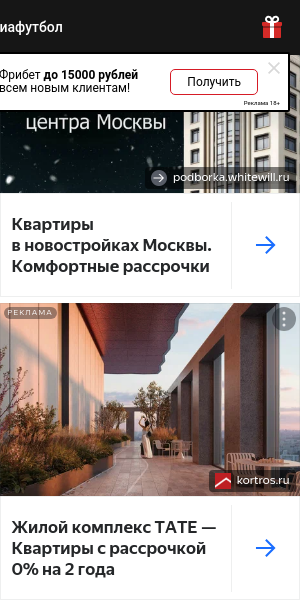 иафутбол
Фрибет до 15000 рублей
всем новым клиентам!
Получить
Реклама 18+
центра Москвы
podborka.whitewill.ru
Квартиры
в новостройках Москвы.
Комфортные рассрочки
РЕКЛАМА
kortros.ru
Жилой комплекс ТАТЕ —
Квартиры с рассрочкой
0% на 2 года